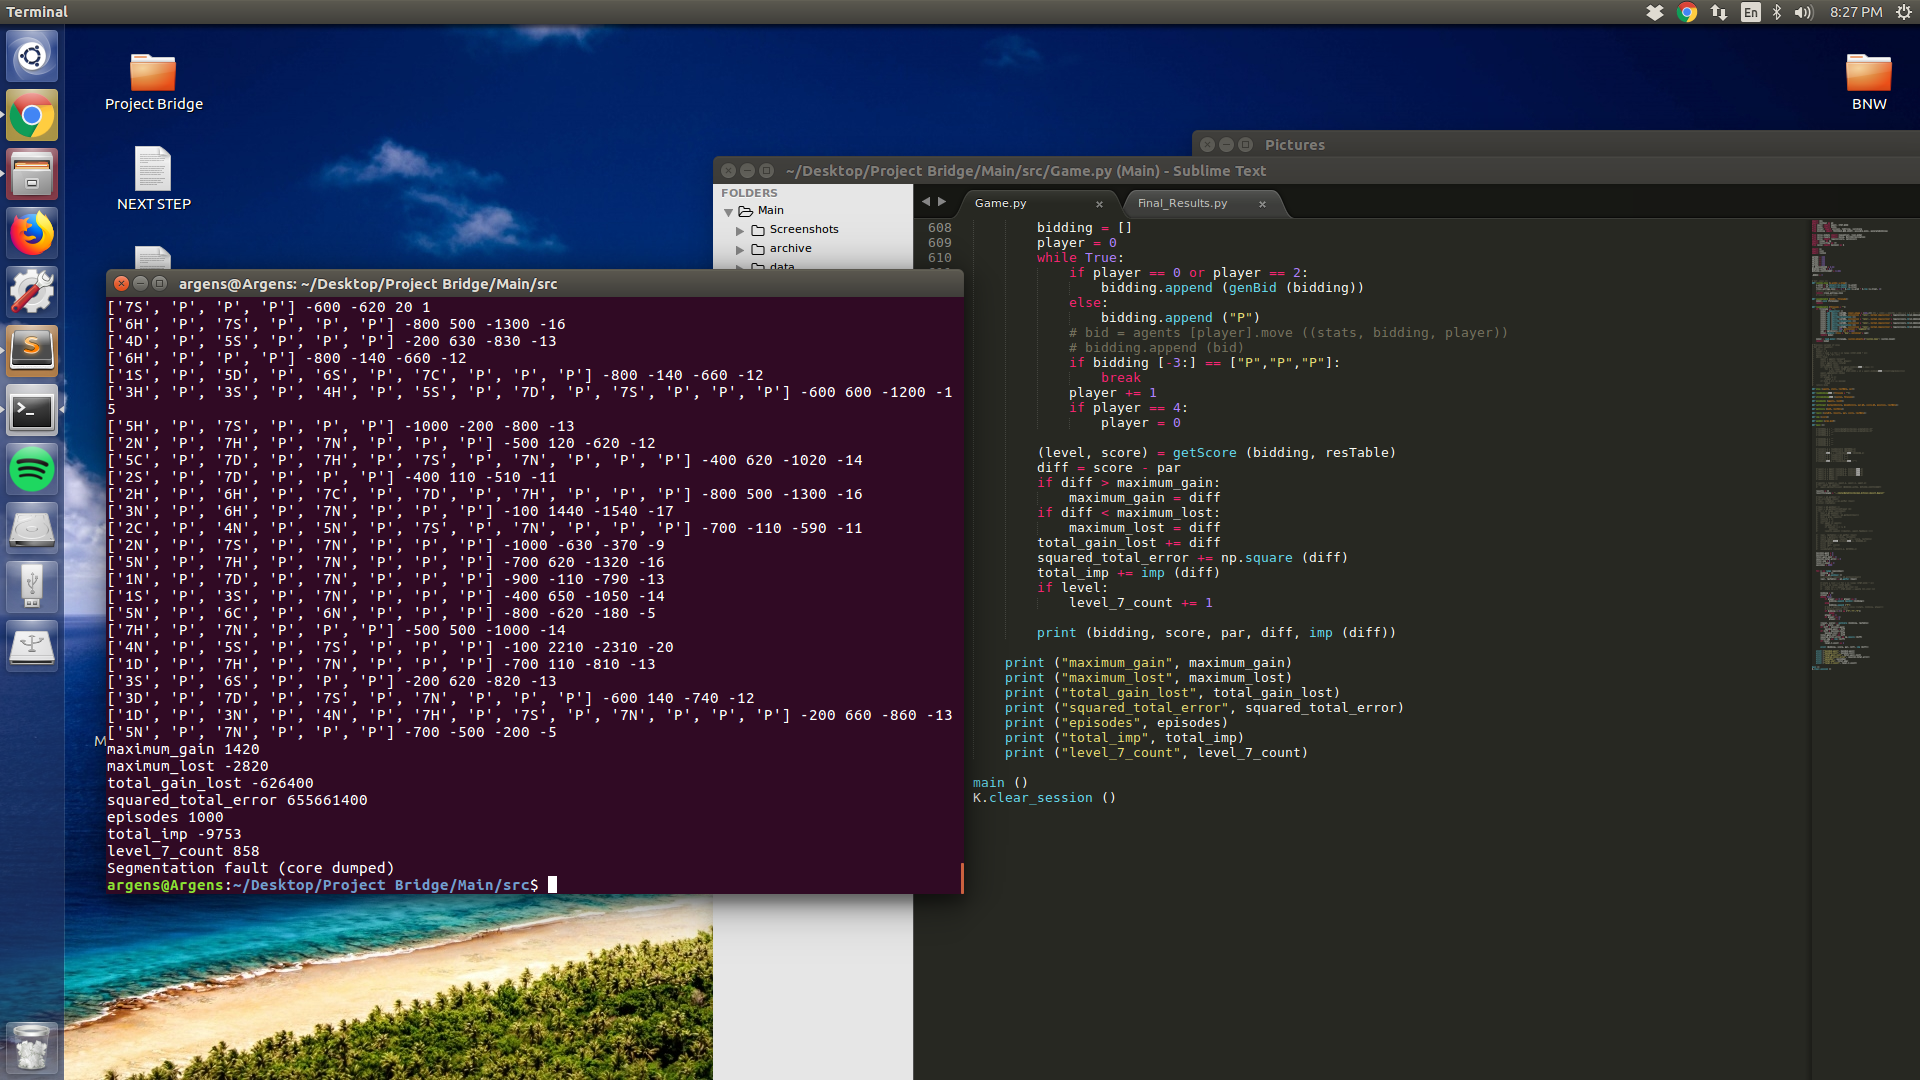 Terminal
En
8:27 PM
Project Bridge
BNW
NEXT STEP
Pictures
~/Desktop/Project Bridge/Main/src/Game.py (Main) - Sublime Text
FOLDERS
Main
Screenshots
archive
data
Game.py
Final_Results.py
608 bidding = []
609 player = 0
610 while True:
if player == 0 or player == 2:
bidding.append (genBid (bidding))
else:
bidding.append ("P")
# bid = agents [player].move ((stats, bidding, player))
# bidding.append (bid)
if bidding [-3:] == ["P","P","P"]:
break
player += 1
if player == 4:
player = 0
(level, score) = getScore (bidding, resTable)
diff = score - par
if diff > maximum_gain:
maximum_gain = diff
if diff < maximum_lost:
maximum_lost = diff
total_gain_lost += diff
squared_total_error += np.square (diff)
total_imp += imp (diff)
if level:
level_7_count += 1
print (bidding, score, par, diff, imp (diff))
print ("maximum_gain", maximum_gain)
print ("maximum_lost", maximum_lost)
print ("total_gain_lost", total_gain_lost)
print ("squared_total_error", squared_total_error)
print ("episodes", episodes)
print ("total_imp", total_imp)
print ("level_7_count", level_7_count)
main ()
K.clear_session ()
argens@Argens: ~/Desktop/Project Bridge/Main/src
['7S', 'P', 'P', 'P'] -600 -620 20 1
['6H', 'P', '7S', 'P', 'P', 'P'] -800 500 -1300 -16
['4D', 'P', '5S', 'P', 'P', 'P'] -200 630 -830 -13
['6H', 'P', 'P', 'P'] -800 -140 -660 -12
['1S', 'P', '5D', 'P', '6S', 'P', '7C', 'P', 'P', 'P'] -800 -140 -660 -12
['3H', 'P', '3S', 'P', '4H', 'P', '5S', 'P', '7D', 'P', '7S', 'P', 'P', 'P'] -600 600 -1200 -1
5
['5H', 'P', '7S', 'P', 'P', 'P'] -1000 -200 -800 -13
['2N', 'P', '7H', 'P', '7N', 'P', 'P', 'P'] -500 120 -620 -12
['5C', 'P', '7D', 'P', '7H', 'P', '7S', 'P', '7N', 'P', 'P', 'P'] -400 620 -1020 -14
['2S', 'P', '7D', 'P', 'P', 'P'] -400 110 -510 -11
['2H', 'P', '6H', 'P', '7C', 'P', '7D', 'P', '7H', 'P', 'P', 'P'] -800 500 -1300 -16
['3N', 'P', '6H', 'P', '7N', 'P', 'P', 'P'] -100 1440 -1540 -17
['2C', 'P', '4N', 'P', '5N', 'P', '7S', 'P', '7N', 'P', 'P', 'P'] -700 -110 -590 -11
['2N', 'P', '7S', 'P', '7N', 'P', 'P', 'P'] -1000 -630 -370 -9
['5N', 'P', '7H', 'P', '7N', 'P', 'P', 'P'] -700 620 -1320 -16
['1N', 'P', '7D', 'P', '7N', 'P', 'P', 'P'] -900 -110 -790 -13
['1S', 'P', '3S', 'P', '7N', 'P', 'P', 'P'] -400 650 -1050 -14
['5N', 'P', '6C', 'P', '6N', 'P', 'P', 'P'] -800 -620 -180 -5
['7H', 'P', '7N', 'P', 'P', 'P'] -500 500 -1000 -14
['4N', 'P', '5S', 'P', '7S', 'P', 'P', 'P'] -100 2210 -2310 -20
['1D', 'P', '7H', 'P', '7N', 'P', 'P', 'P'] -700 110 -810 -13
['3S', 'P', '6S', 'P', 'P', 'P'] -200 620 -820 -13
['3D', 'P', '7D', 'P', '7S', 'P', '7N', 'P', 'P', 'P'] -600 140 -740 -12
['1D', 'P', '3N', 'P', '4N', 'P', '7H', 'P', '7S', 'P', '7N', 'P', 'P', 'P'] -200 660 -860 -13
['5N', 'P', '7N', 'P', 'P', 'P'] -700 -500 -200 -5
maximum_gain 1420
maximum_lost -2820
total_gain_lost -626400
squared_total_error 655661400
episodes 1000
total_imp -9753
level_7_count 858
Segmentation fault (core dumped)
argens@Argens:~/Desktop/Project Bridge/Main/src$